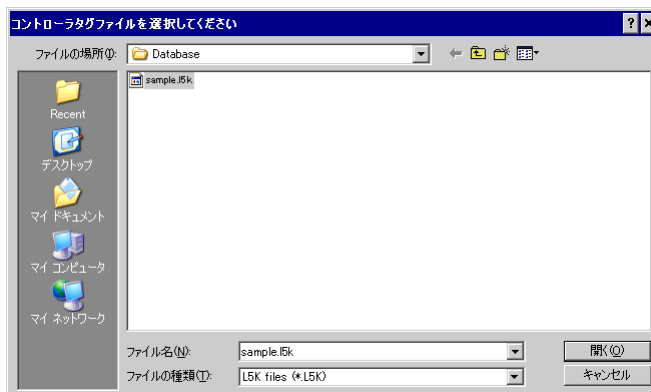 コントローラタグファイルを選択してください
ファイルの場所(I):
Database
sample.l5k
Recent
デスクトップ
マイ ドキュメント
マイ コンピュータ
マイ ネットワーク
ファイル名(N):
sample.l5k
開く(O)
ファイルの種類(T):
L5K files (*.L5K)
キャンセル